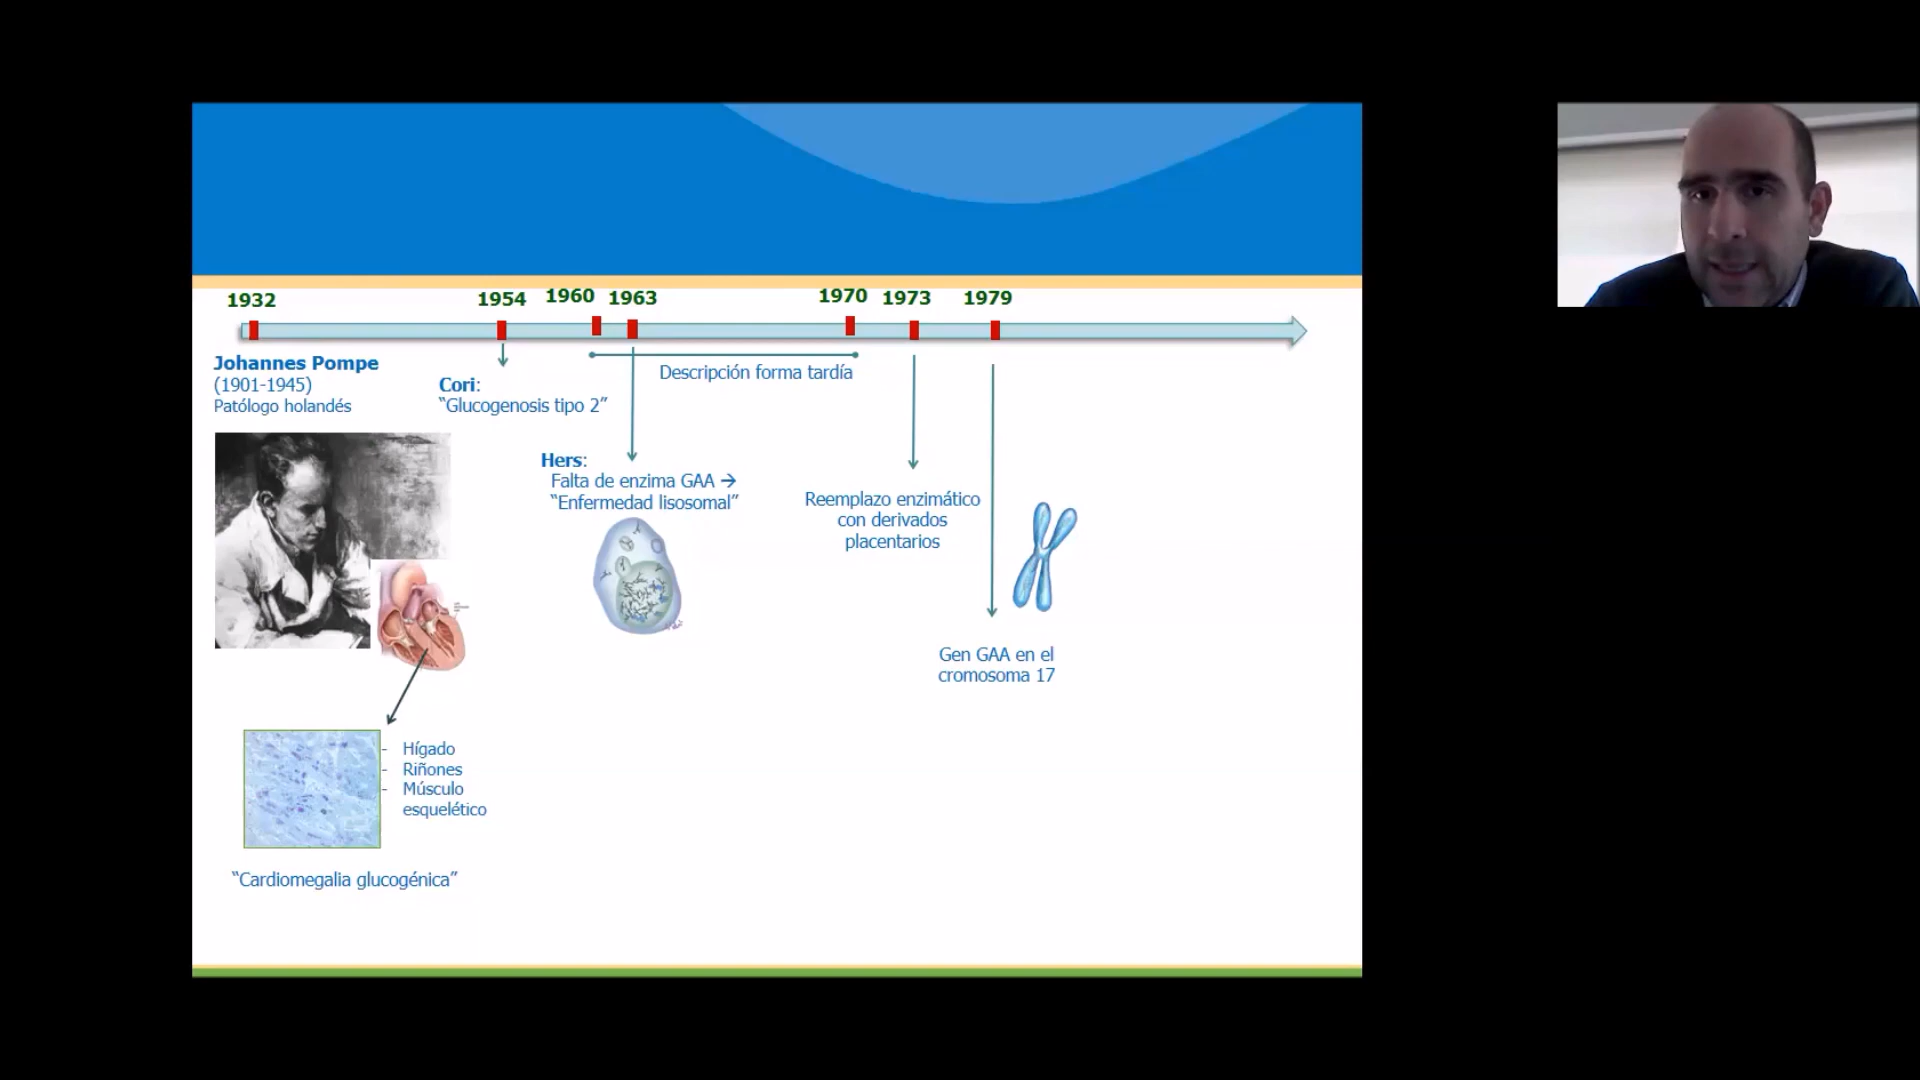 1932
1954
1960
1963
1970
1973
1979
Johannes Pompe
(1901-1945)
Patólogo holandés
Cori:
“Glucogenosis tipo 2”
Descripción forma tardía
Hers:
Falta de enzima GAA →
“Enfermedad lisosomal”
Reemplazo enzimático
con derivados
placentarios
Gen GAA en el
cromosoma 17
- Hígado
- Riñones
- Músculo
esquelético
“Cardiomegalia glucogénica”